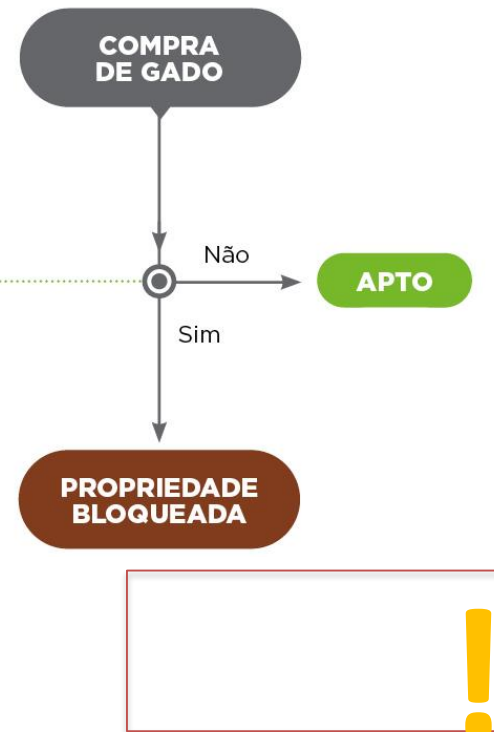 COMPRA
DE GADO
Não
APTO
Sim
PROPRIEDADE
BLOQUEADA
!